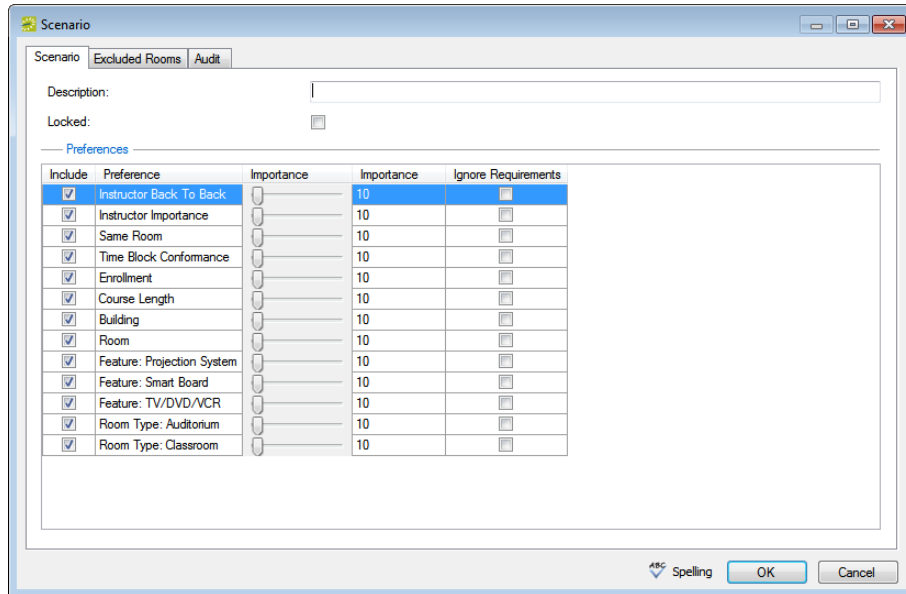 Scenario
Scenario Excluded Rooms Audit
Description:
Locked:
Preferences
Include Preference Importance Importance Ignore Requirements
Instructor Back To Back 10
Instructor Importance 10
Same Room 10
Time Block Conformance 10
Enrollment 10
Course Length 10
Building 10
Room 10
Feature: Projection System 10
Feature: Smart Board 10
Feature: TV/DVD/VCR 10
Room Type: Auditorium 10
Room Type: Classroom 10
ABC Spelling OK Cancel